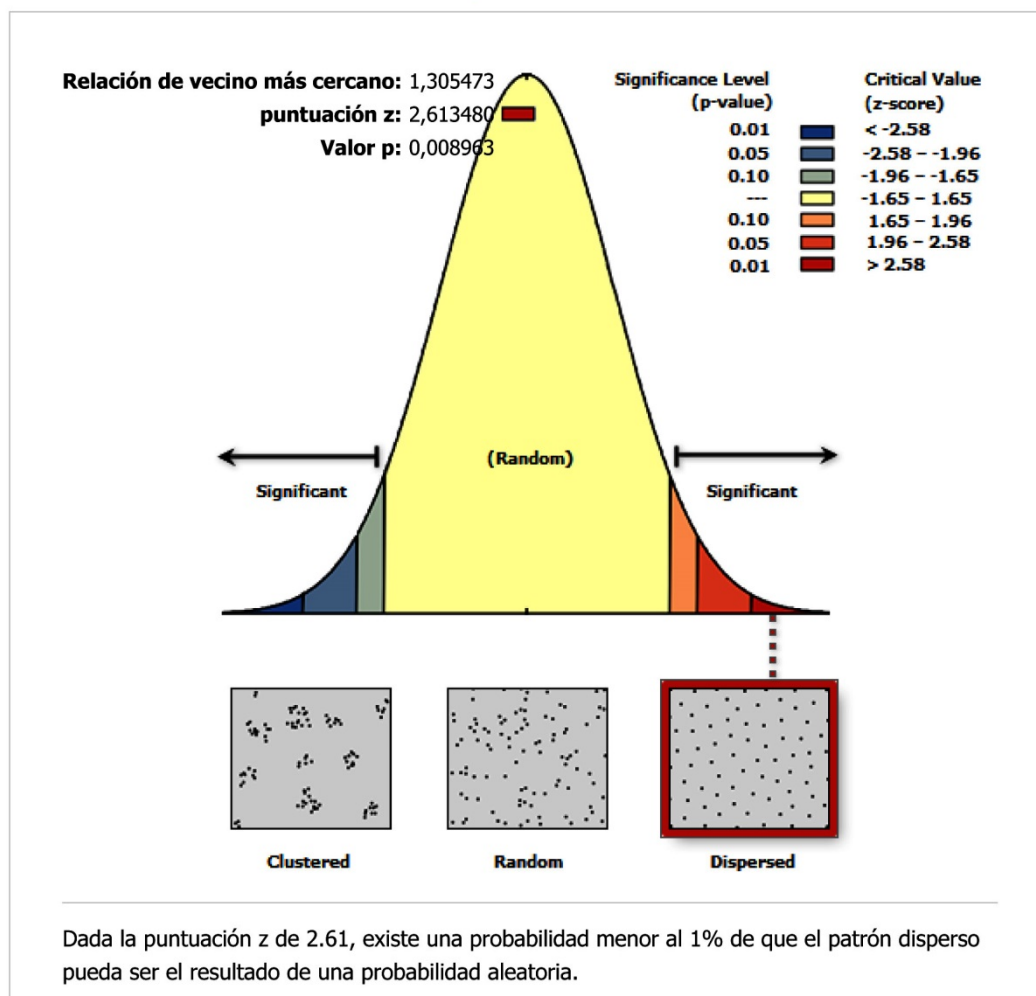 Relación de vecino más cercano: 1,305473
puntuación z: 2,613480
Valor p: 0,008963
Significance Level (p-value)
Critical Value (z-score)
0.01 < -2.58
0.05 -2.58 – -1.96
0.10 -1.96 – -1.65
--- -1.65 – 1.65
0.10 1.65 – 1.96
0.05 1.96 – 2.58
0.01 > 2.58
(Random)
Significant
Significant
Clustered
Random
Dispersed
Dada la puntuación z de 2.61, existe una probabilidad menor al 1% de que el patrón disperso
pueda ser el resultado de una probabilidad aleatoria.